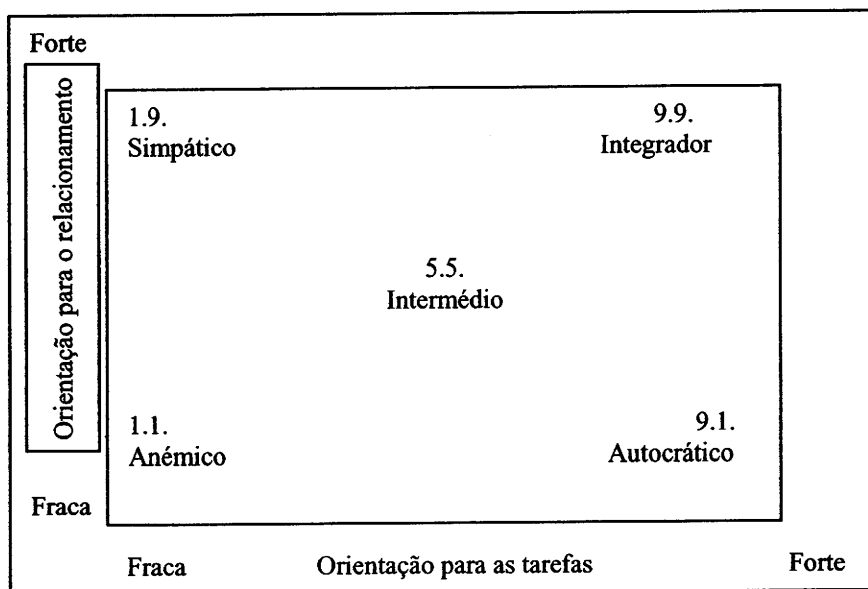 Forte
Orientação para o relacionamento
1.9.
Simpático
9.9.
Integrador
5.5.
Intermédio
1.1.
Anémico
9.1.
Autocrático
Fraca
Fraca
Orientação para as tarefas
Forte